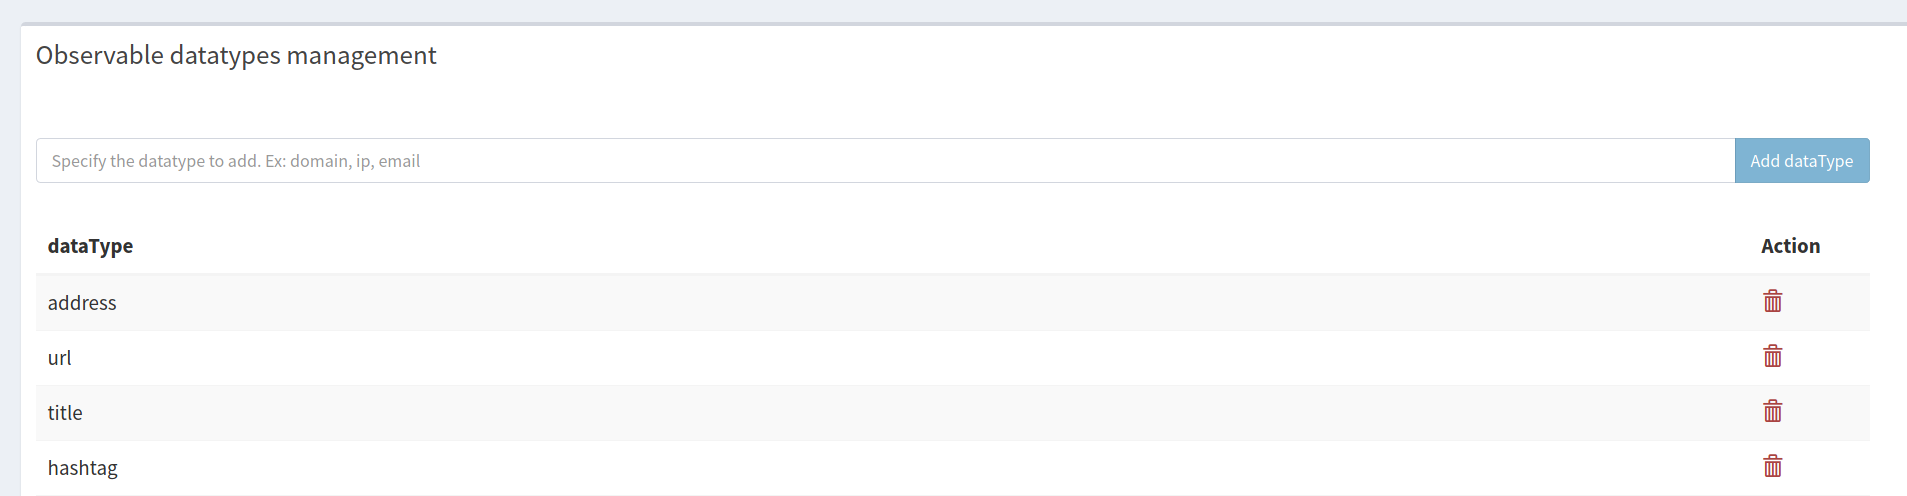 Observable datatypes management
Specify the datatype to add. Ex: domain, ip, email
Add dataType
dataType
Action
address
url
title
hashtag